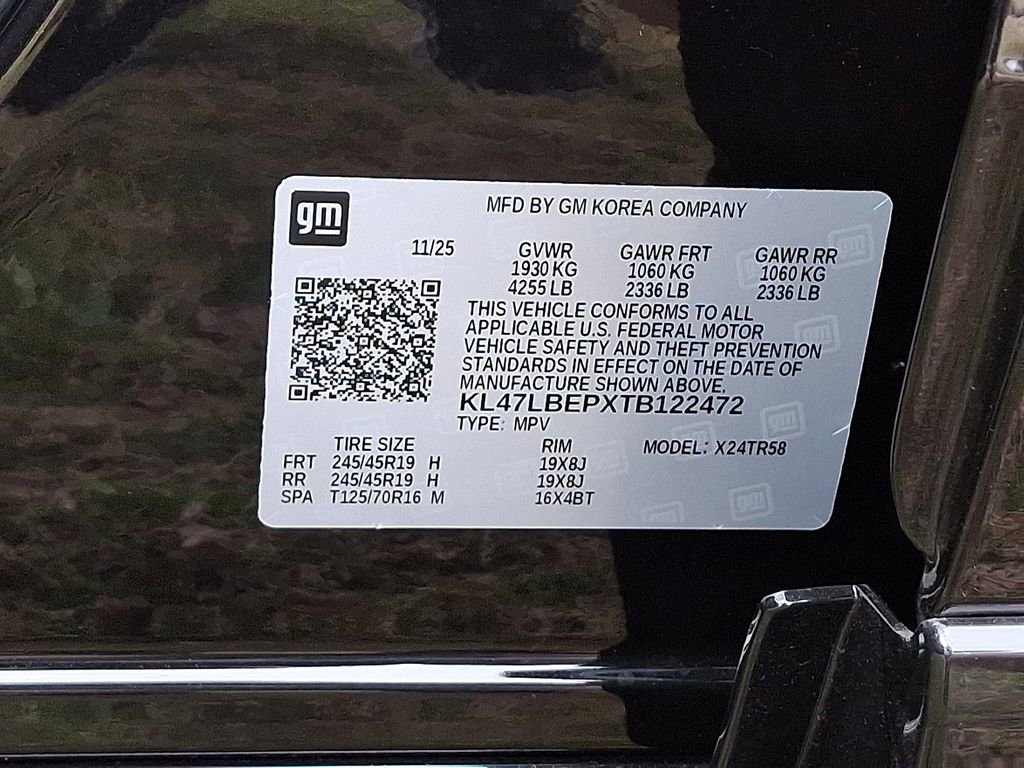 gm
MFD BY GM KOREA COMPANY
11/25 GVWR GAWR FRT GAWR RR
1930 KG 1060 KG 1060 KG
4255 LB 2336 LB 2336 LB
THIS VEHICLE CONFORMS TO ALL
APPLICABLE U.S. FEDERAL MOTOR
VEHICLE SAFETY AND THEFT PREVENTION
STANDARDS IN EFFECT ON THE DATE OF
MANUFACTURE SHOWN ABOVE.
KL47LBEPXTB122472
TYPE: MPV
TIRE SIZE RIM MODEL: X24TR58
FRT 245/45R19 H 19X8J
RR 245/45R19 H 19X8J
SPA T125/70R16 M 16X4BT